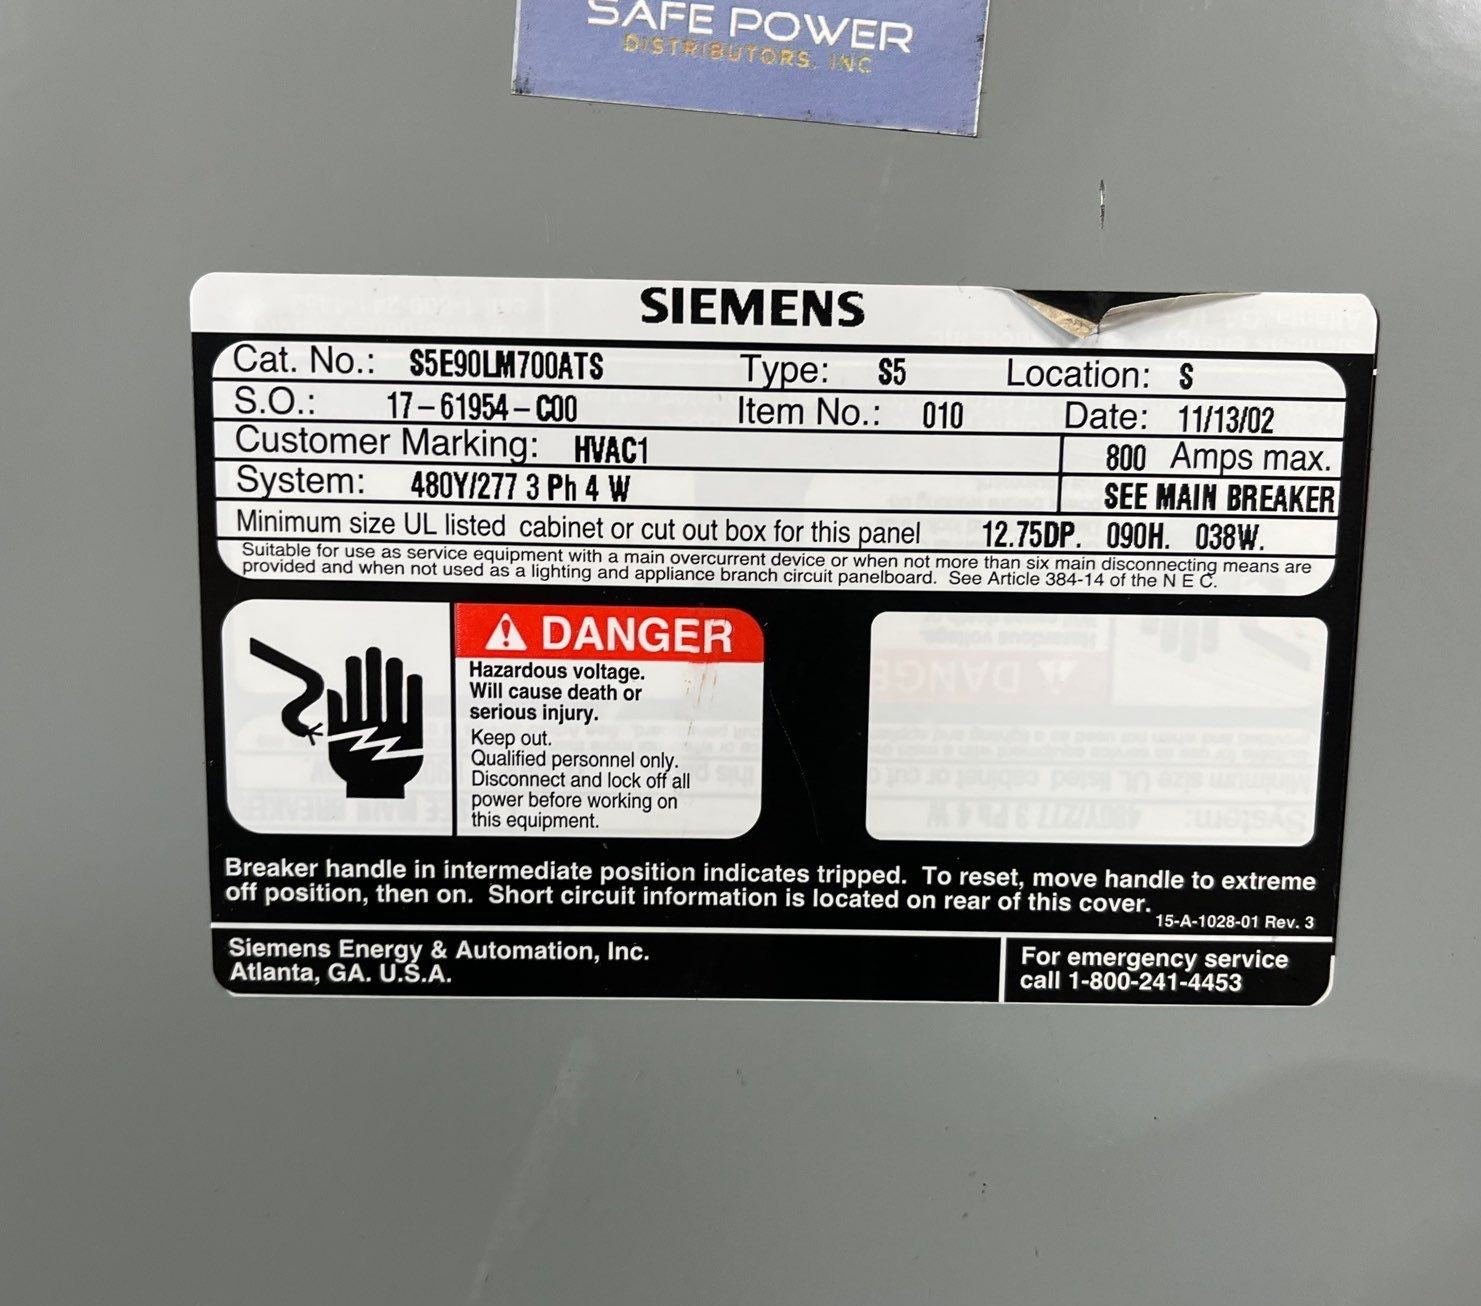 SAFE POWER
DISTRIBUTORS, INC
SIEMENS
Cat. No.: S5E90LM700ATS Type: S5 Location: S
S.O.: 17-61954-C00 Item No.: 010 Date: 11/13/02
Customer Marking: HVAC1 800 Amps max.
System: 480Y/277 3 Ph 4 W SEE MAIN BREAKER
Minimum size UL listed cabinet or cut out box for this panel 12.75DP. 090H. 038W.
Suitable for use as service equipment with a main overcurrent device or when not more than six main disconnecting means are
provided and when not used as a lighting and appliance branch circuit panelboard. See Article 384-14 of the N E C.
DANGER
Hazardous voltage.
Will cause death or
serious injury.
Keep out.
Qualified personnel only.
Disconnect and lock off all
power before working on
this equipment.
Breaker handle in intermediate position indicates tripped. To reset, move handle to extreme
off position, then on. Short circuit information is located on rear of this cover.
15-A-1028-01 Rev. 3
Siemens Energy & Automation, Inc.
Atlanta, GA. U.S.A.
For emergency service
call 1-800-241-4453